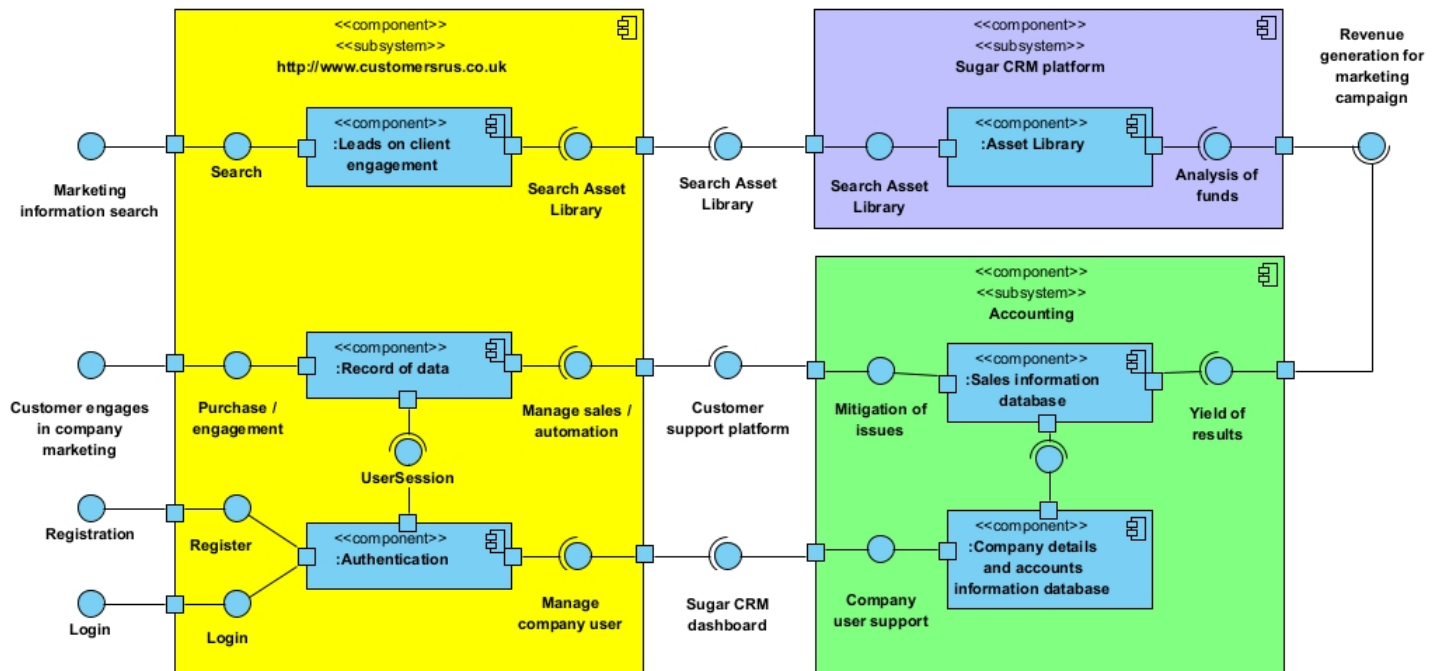 <<component>>
<<subsystem>>
http://www.customersrus.co.uk
<<component>>
<<subsystem>>
Sugar CRM platform
Revenue
generation for
marketing
campaign
<<component>>
:Leads on client
engagement
<<component>>
:Asset Library
Marketing
information search
Search
Search Asset
Library
Search Asset
Library
Search Asset
Library
Analysis of
funds
<<component>>
<<subsystem>>
Accounting
<<component>>
:Record of data
<<component>>
:Sales information
database
Customer engages
in company
marketing
Purchase /
engagement
Manage sales /
automation
Customer
support platform
Mitigation of
issues
Yield of
results
UserSession
Registration
Register
<<component>>
:Authentication
<<component>>
:Company details
and accounts
information database
Login
Login
Manage
company user
Sugar CRM
dashboard
Company
user support